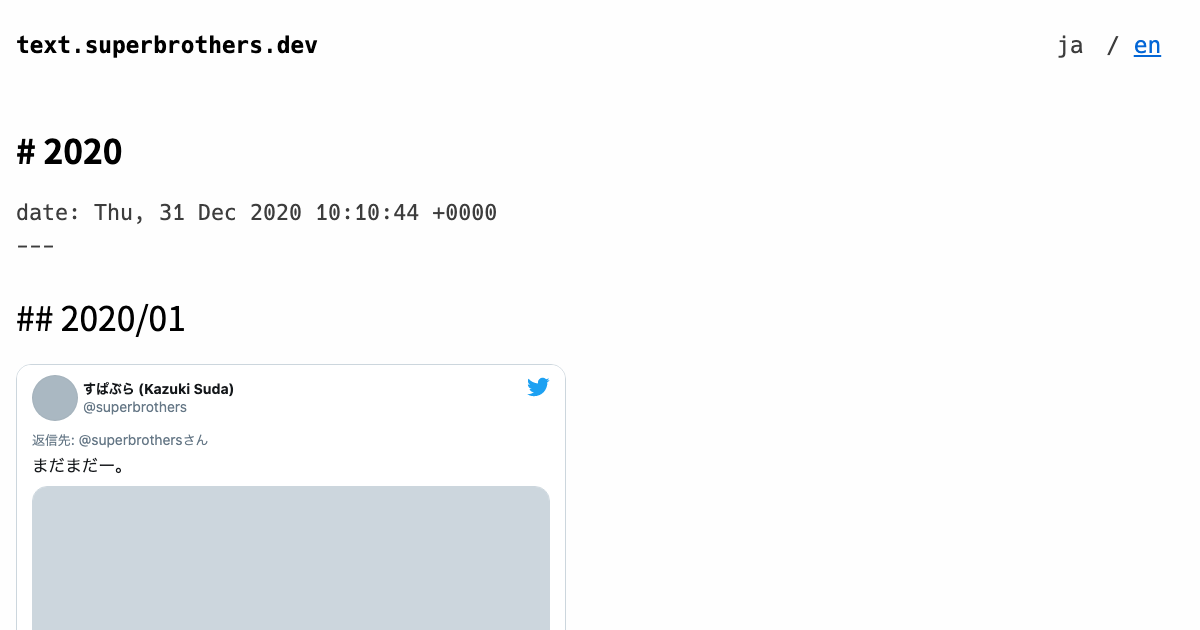 text.superbrothers.dev
ja / en
# 2020
date: Thu, 31 Dec 2020 10:10:44 +0000
---
## 2020/01
すぱぶら (Kazuki Suda)
@superbrothers
返信先: @superbrothersさん
まだまだー。